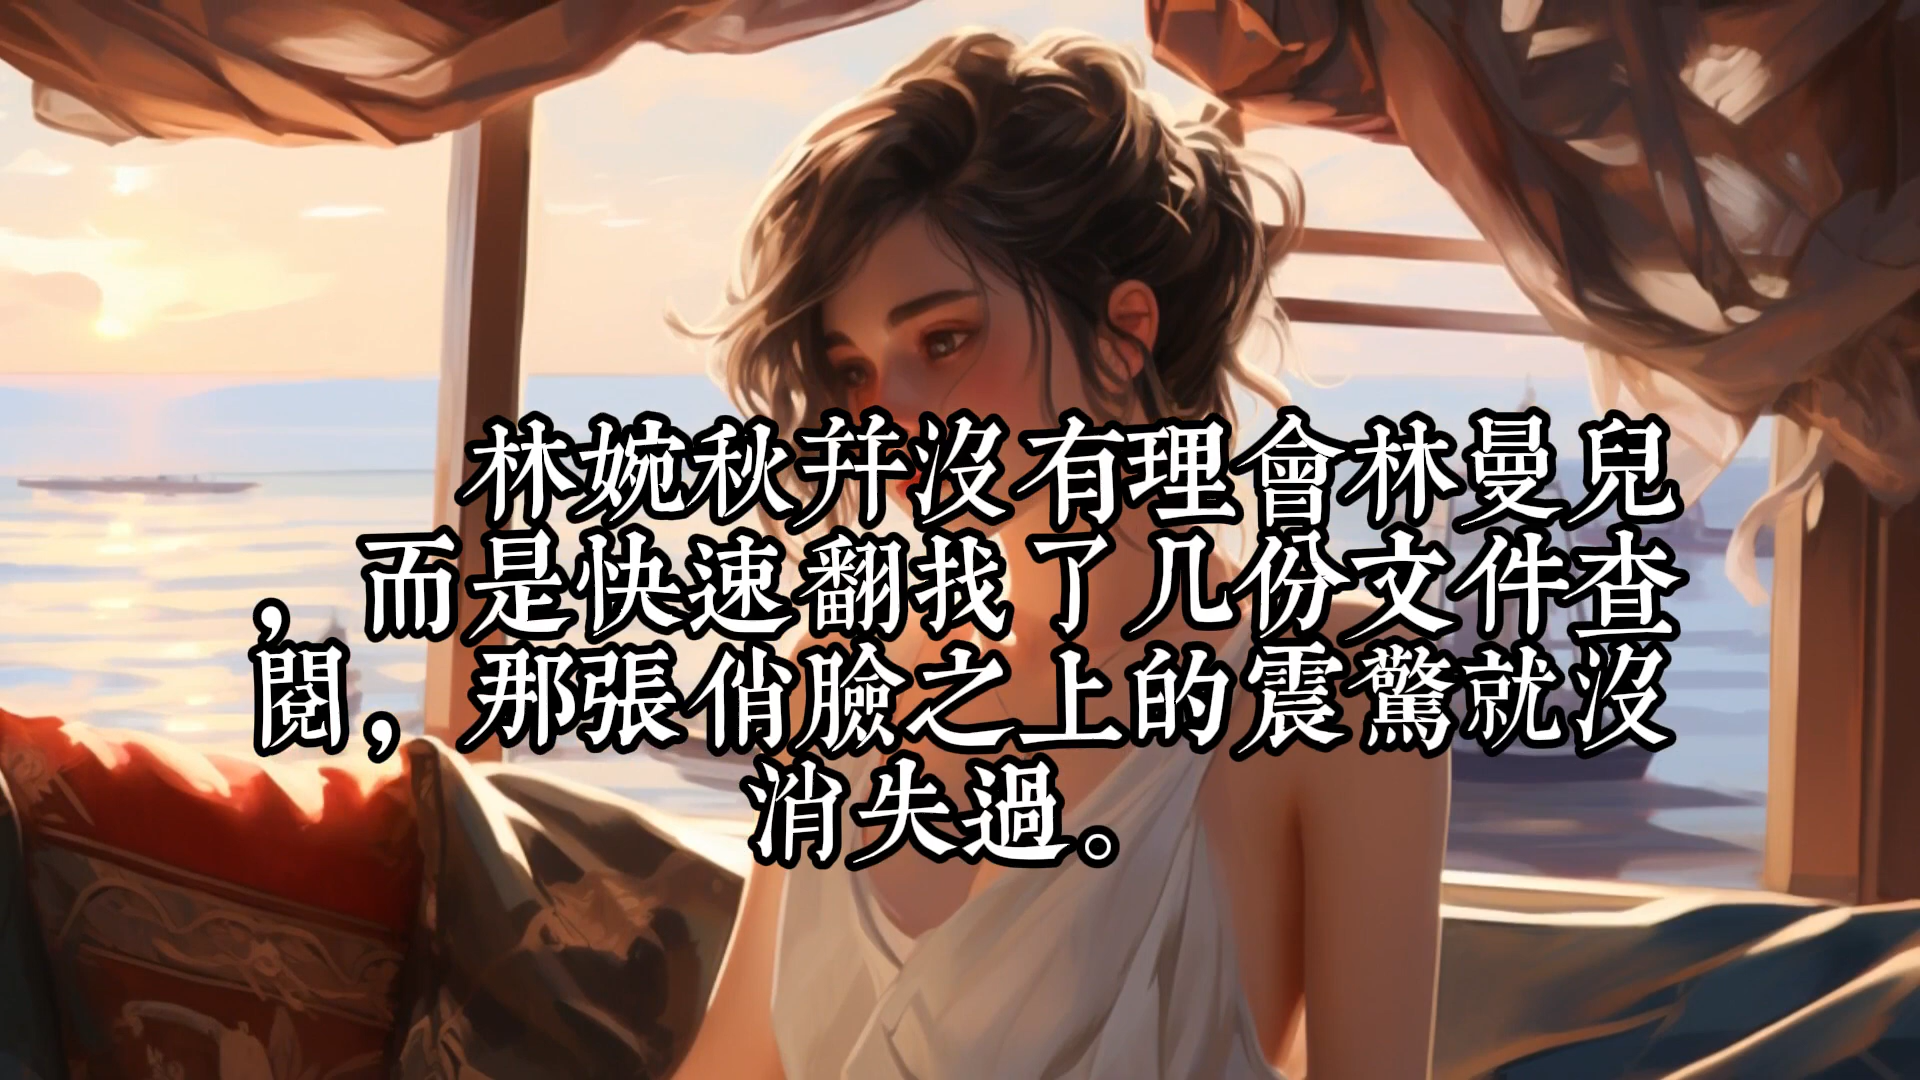 林婉秋幷沒有理會林曼兒
，而是快速翻找了几份文件查
閱，那張俏臉之上的震驚就沒
消失過。